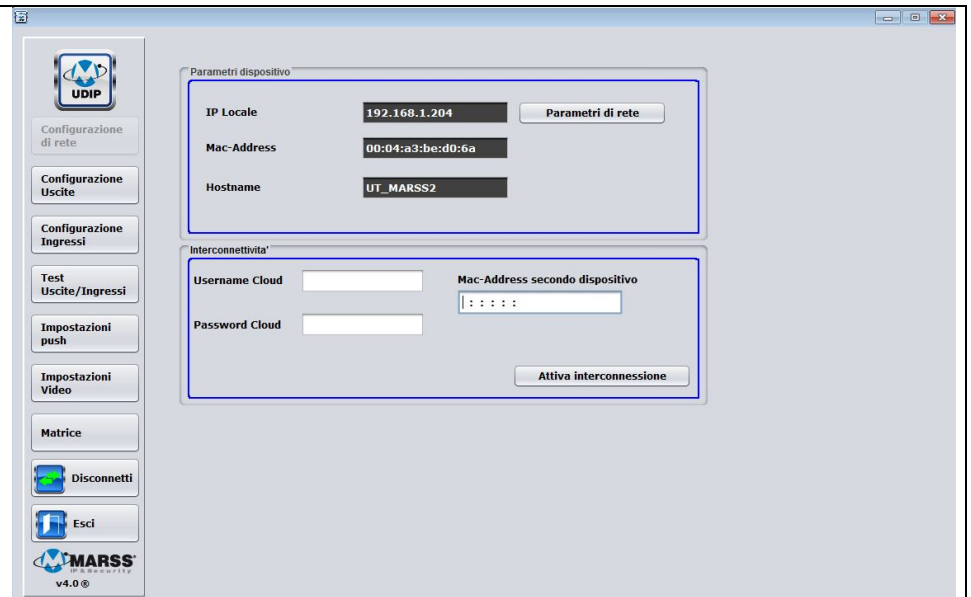 UDIP
Configurazione
di rete
Configurazione
Uscite
Configurazione
Ingressi
Test
Uscite/Ingressi
Impostazioni
push
Impostazioni
Video
Matrice
Disconnetti
Esci
MARSS
IP & Security
v4.0 ®
Parametri dispositivo
IP Locale 192.168.1.204 Parametri di rete
Mac-Address 00:04:a3:be:d0:6a
Hostname UT_MARSS2
Interconnettivita'
Username Cloud Mac-Address secondo dispositivo
: : : : :
Password Cloud
Attiva interconnessione